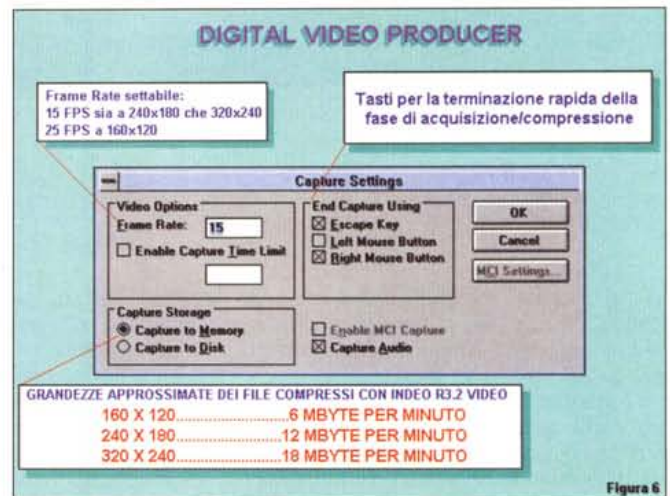 DIGITAL VIDEO PRODUCER
Frame Rate settabile:
15 FPS sia a 240x180 che 320x240
25 FPS a 160x120
Tasti per la terminazione rapida della
fase di acquisizione/compressione
Capture Settings
Video Options
Frame Rate: 15
Enable Capture Time Limit
End Capture Using
Escape Key
Left Mouse Button
Right Mouse Button
OK
Cancel
MCI Settings...
Capture Storage
Capture to Memory
Capture to Disk
Enable MCI Capture
Capture Audio
GRANDEZZE APPROSSIMATE DEI FILE COMPRESSI CON INDEO R3.2 VIDEO
160 X 120............................6 MBYTE PER MINUTO
240 X 180...........................12 MBYTE PER MINUTO
320 X 240...........................18 MBYTE PER MINUTO
Figura 6